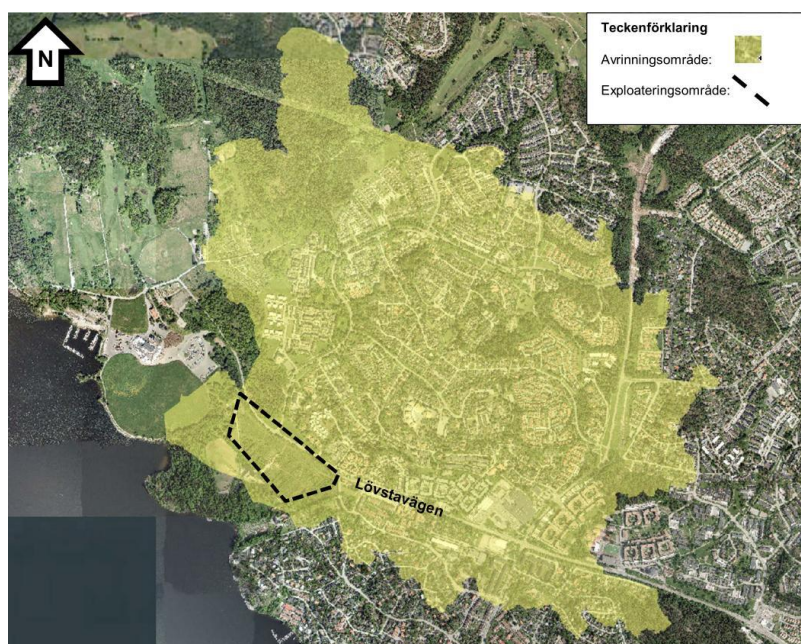 N
Teckenförklaring
Avrinningsområde:
Exploateringsområde:
Lövstavägen